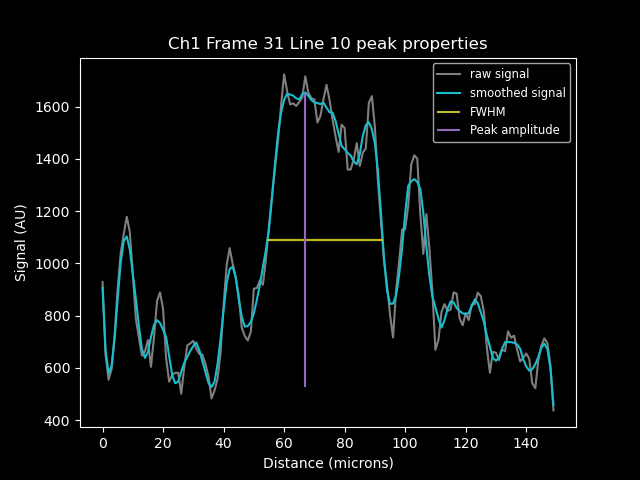 Ch1 Frame 31 Line 10 peak properties
raw signal
smoothed signal
FWHM
Peak amplitude
Signal (AU)
1600
1400
1200
1000
800
600
400
0 20 40 60 80 100 120 140
Distance (microns)